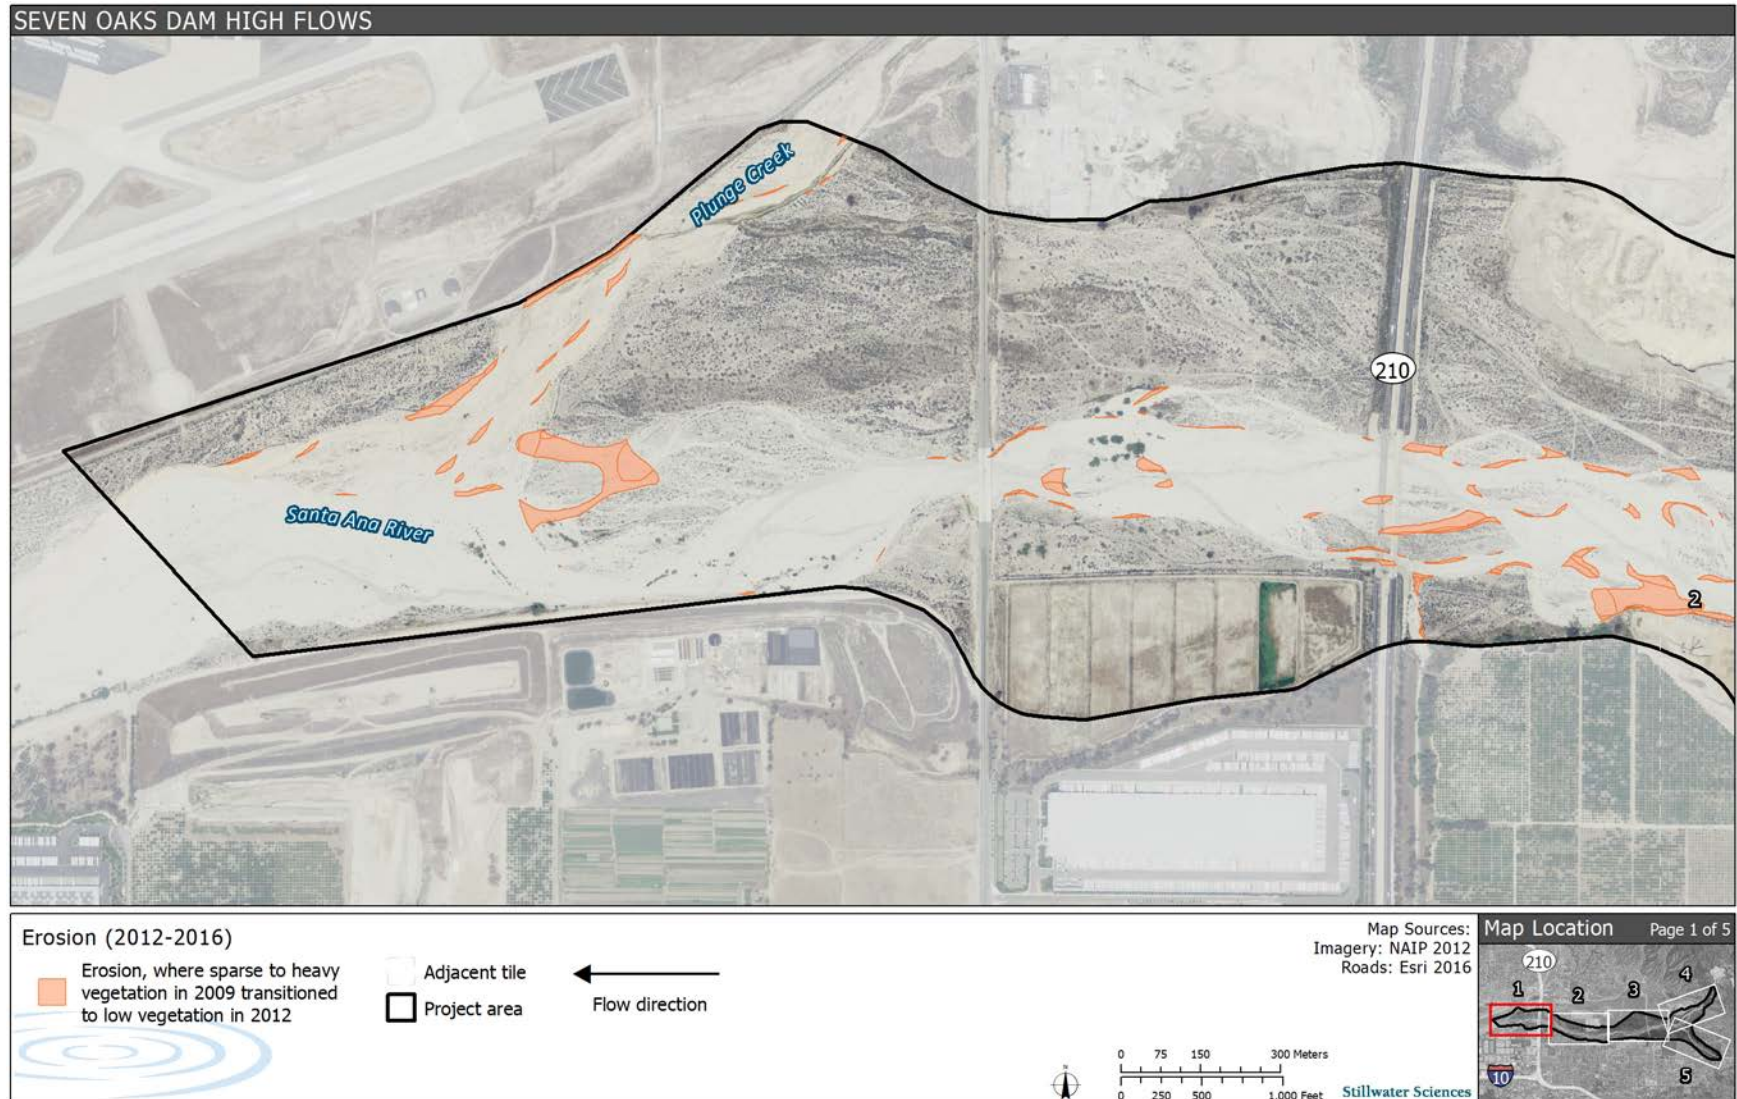 SEVEN OAKS DAM HIGH FLOWS
Plunge Creek
210
Santa Ana River
2
Erosion (2012-2016)
Erosion, where sparse to heavy
vegetation in 2009 transitioned
to low vegetation in 2012
Adjacent tile
Project area
Flow direction
Map Sources:
Imagery: NAIP 2012
Roads: Esri 2016
N
0 75 150 300 Meters
0 250 500 1,000 Feet
Stillwater Sciences
Map Location Page 1 of 5
210
4
1
2
3
10
5